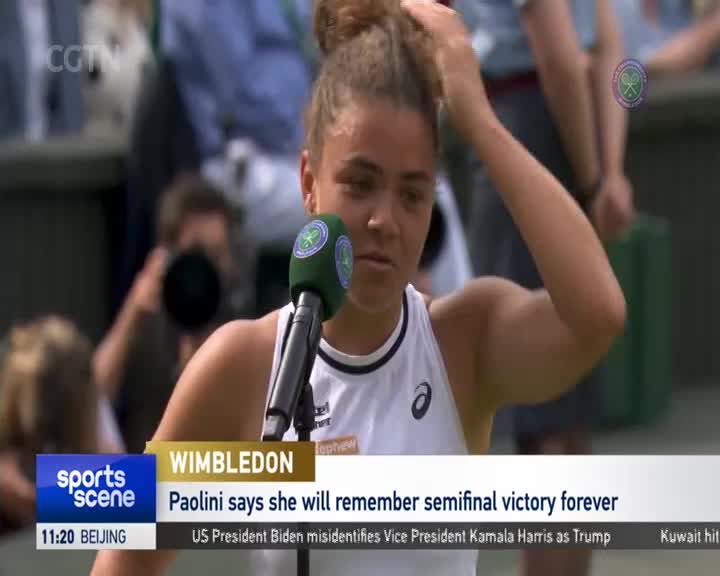 CGTN
WIMBLEDON
sports
scene
Paolini says she will remember semifinal victory forever
11:20 BEIJING
US President Biden misidentifies Vice President Kamala Harris as Trump Kuwait hit